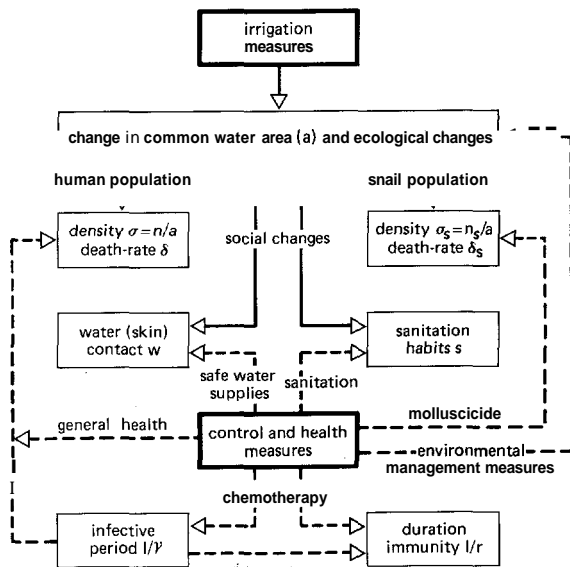 irrigation
measures
change in common water area (a) and ecological changes
human population
snail population
density σ=n/a
death-rate δ
social changes
density σs=ns/a
death-rate δs
water (skin)
contact w
sanitation
habits s
safe water
supplies
sanitation
general health
control and health
measures
molluscicide
environmental
management measures
chemotherapy
infective
period l/γ
duration
immunity l/r